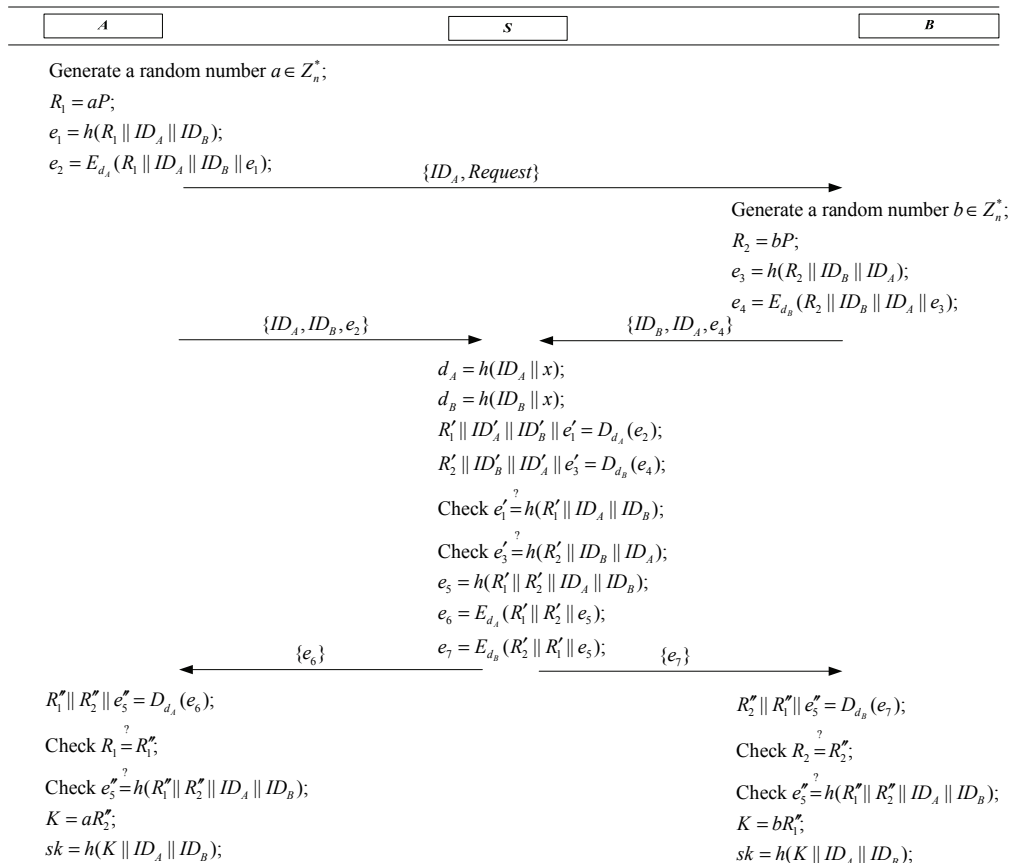 A S B
Generate a random number a ∈ Z_n^*;
R_1 = aP;
e_1 = h(R_1 || ID_A || ID_B);
e_2 = E_{d_A}(R_1 || ID_A || ID_B || e_1);
{ID_A, Request}
Generate a random number b ∈ Z_n^*;
R_2 = bP;
e_3 = h(R_2 || ID_B || ID_A);
e_4 = E_{d_B}(R_2 || ID_B || ID_A || e_3);
{ID_A, ID_B, e_2} {ID_B, ID_A, e_4}
d_A = h(ID_A || x);
d_B = h(ID_B || x);
R_1′ || ID_A′ || ID_B′ || e_1′ = D_{d_A}(e_2);
R_2′ || ID_B′ || ID_A′ || e_3′ = D_{d_B}(e_4);
Check e_1′ ?= h(R_1′ || ID_A || ID_B);
Check e_3′ ?= h(R_2′ || ID_B || ID_A);
e_5 = h(R_1′ || R_2′ || ID_A || ID_B);
e_6 = E_{d_A}(R_1′ || R_2′ || e_5);
e_7 = E_{d_B}(R_2′ || R_1′ || e_5);
{e_6} {e_7}
R_1″ || R_2″ || e_5″ = D_{d_A}(e_6);
Check R_1 ?= R_1″;
Check e_5″ ?= h(R_1″ || R_2″ || ID_A || ID_B);
K = aR_2″;
sk = h(K || ID_A || ID_B);
R_2″ || R_1″ || e_5″ = D_{d_B}(e_7);
Check R_2 ?= R_2″;
Check e_5″ ?= h(R_1″ || R_2″ || ID_A || ID_B);
K = bR_1″;
sk = h(K || ID_A || ID_B);